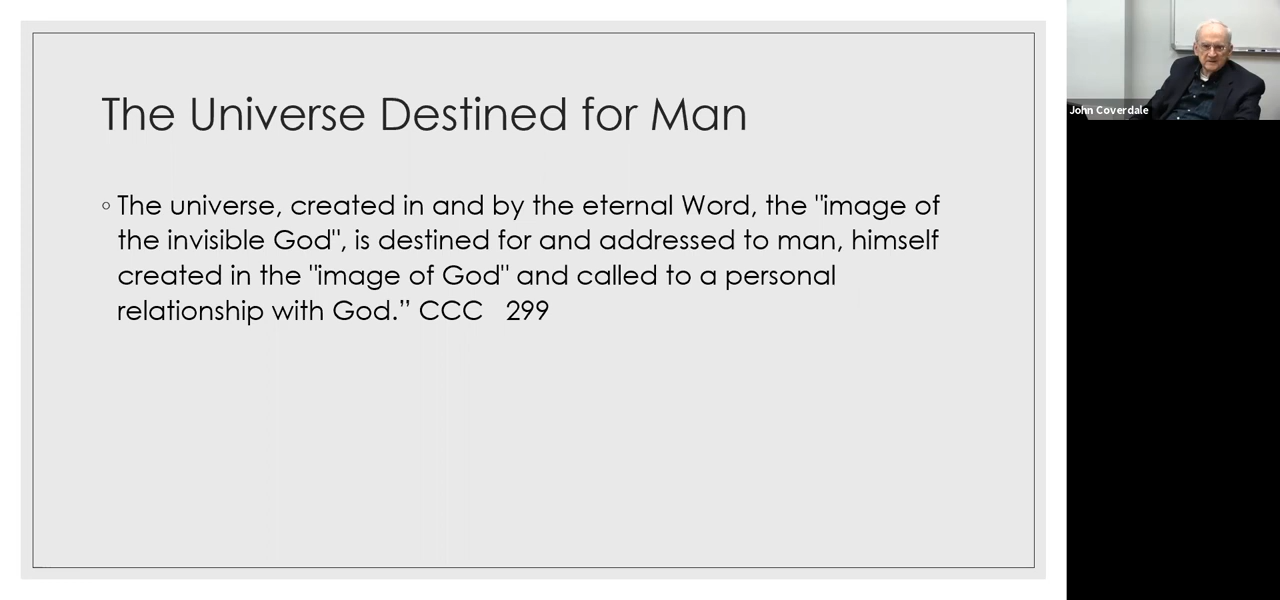 The Universe Destined for Man
◦ The universe, created in and by the eternal Word, the "image of
the invisible God", is destined for and addressed to man, himself
created in the "image of God" and called to a personal
relationship with God.” CCC 299
John Coverdale